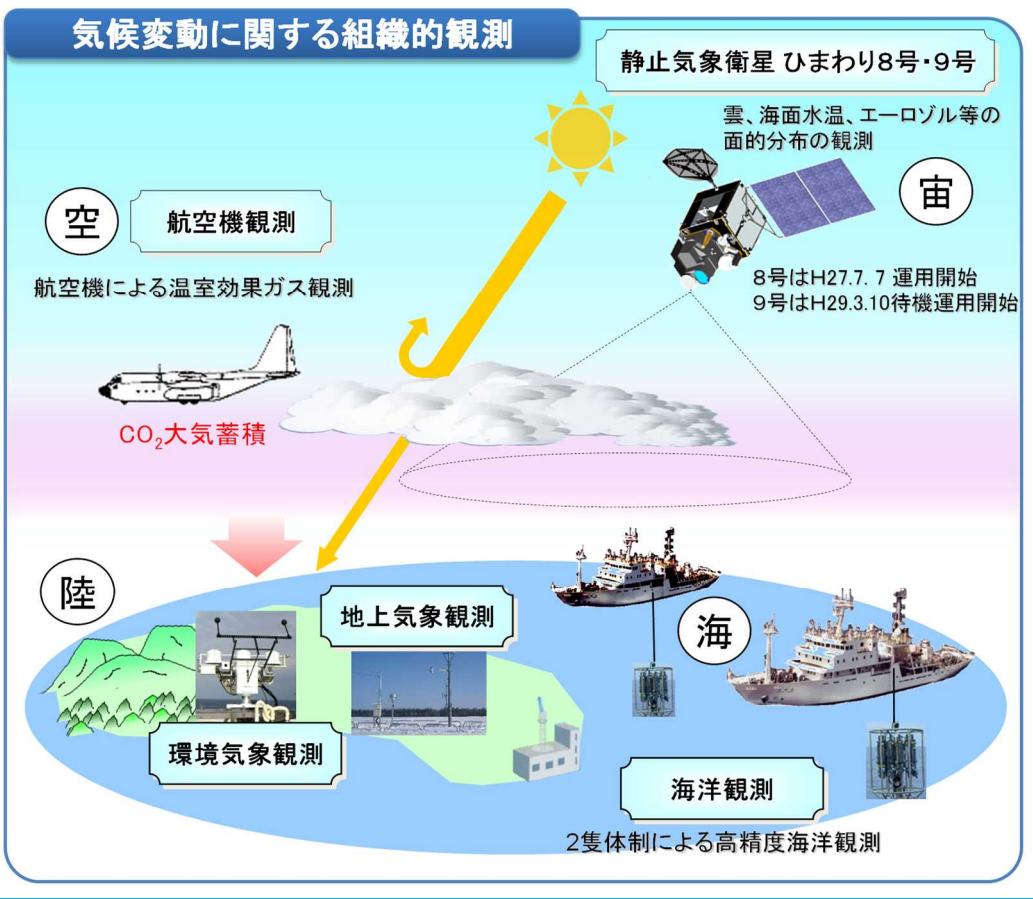 気候変動に関する組織的観測
静止気象衛星 ひまわり8号・9号
雲、海面水温、エーロゾル等の
面的分布の観測
宙
8号はH27.7. 7 運用開始
9号はH29.3.10待機運用開始
空
航空機観測
航空機による温室効果ガス観測
CO₂大気蓄積
陸
地上気象観測
環境気象観測
海
海洋観測
2隻体制による高精度海洋観測